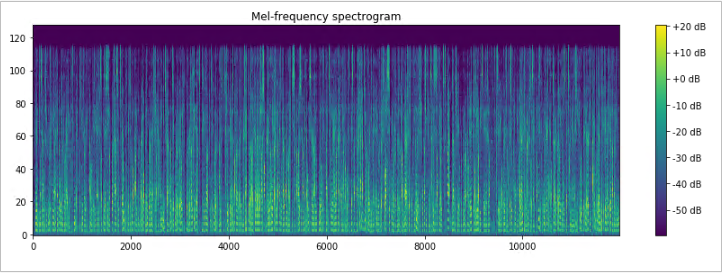 Mel-frequency spectrogram
120
100
80
60
40
20
0
0 2000 4000 6000 8000 10000
+20 dB
+10 dB
+0 dB
-10 dB
-20 dB
-30 dB
-40 dB
-50 dB